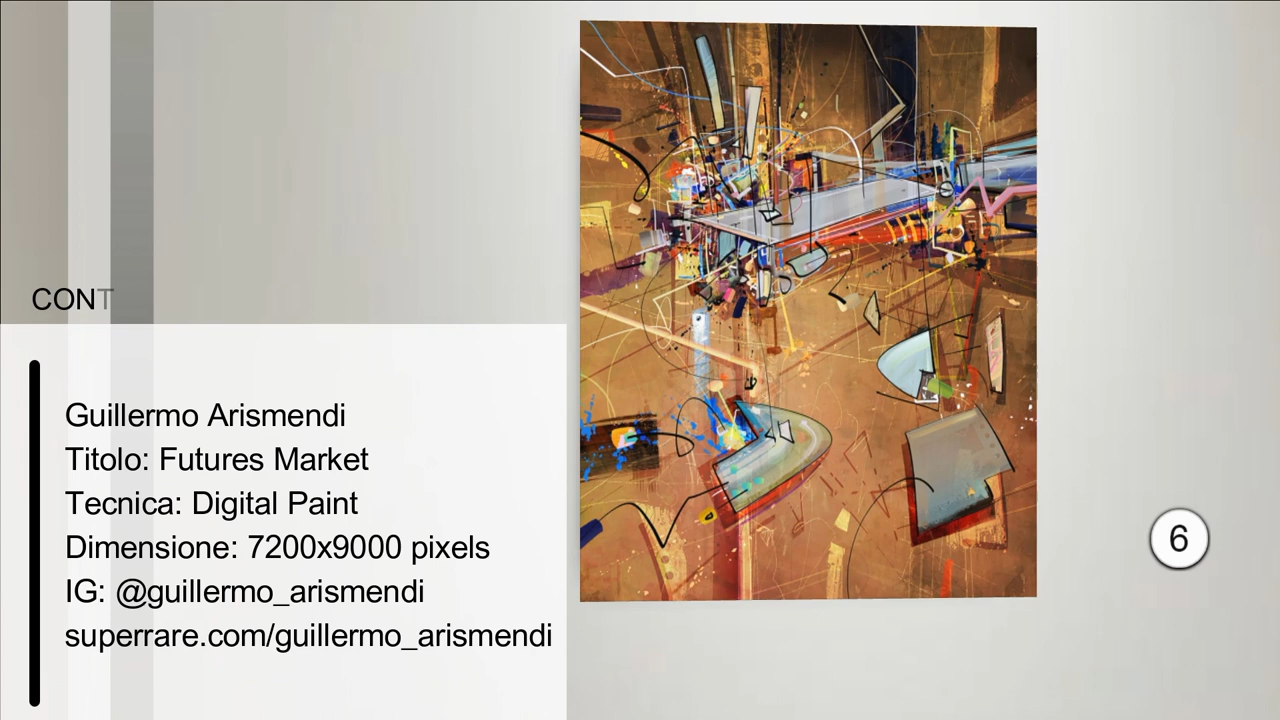 CONT
Guillermo Arismendi
Titolo: Futures Market
Tecnica: Digital Paint
Dimensione: 7200x9000 pixels
IG: @guillermo_arismendi
superrare.com/guillermo_arismendi
6